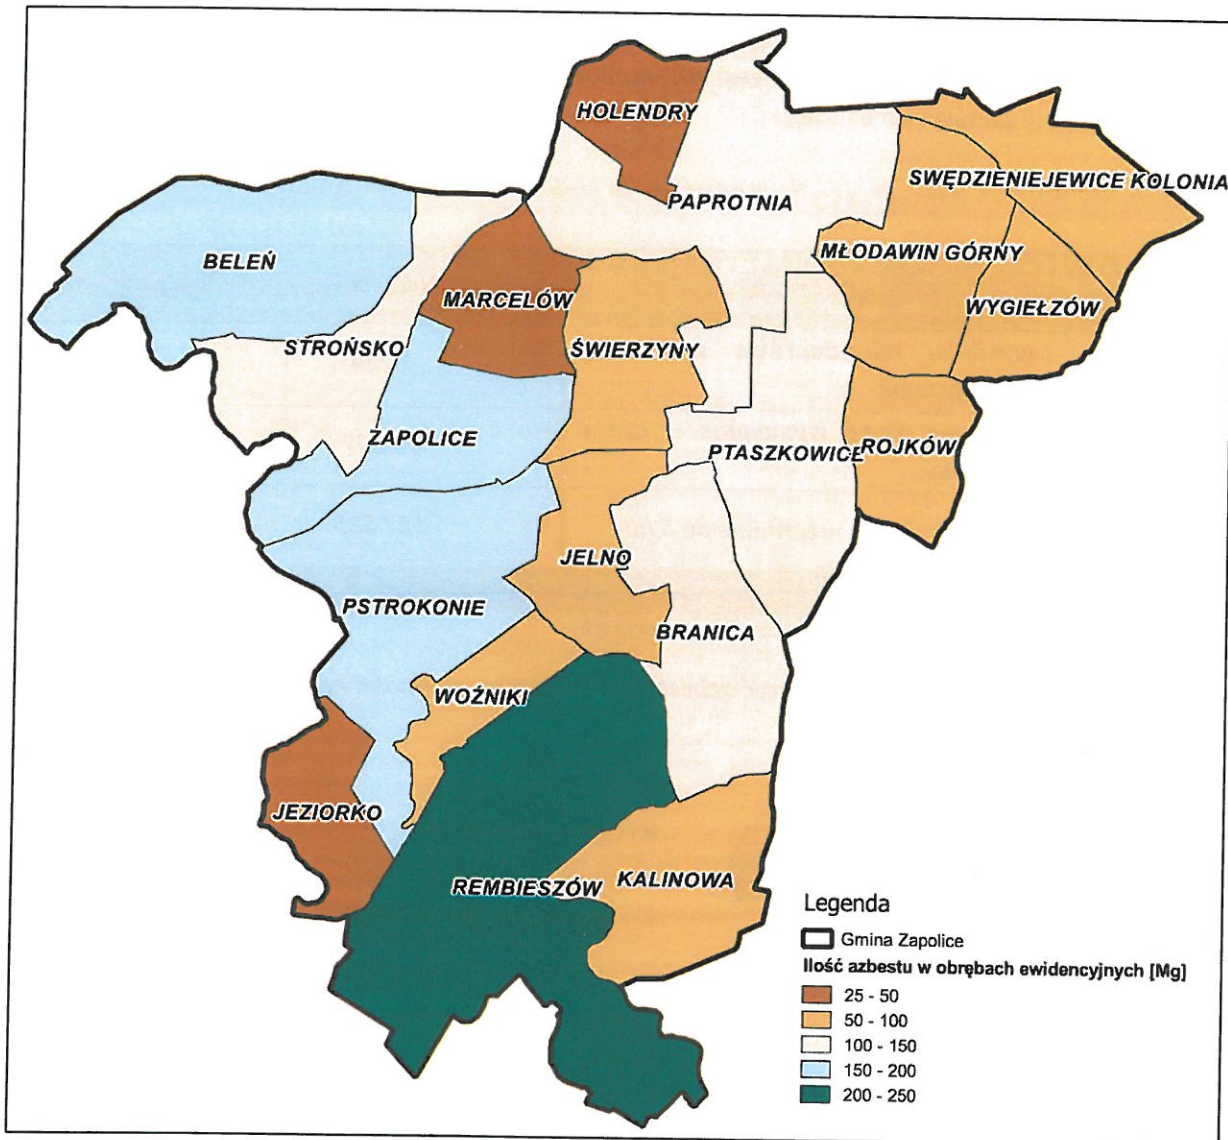 HOLENDRY
SWĘDZIENIEJEWICE KOLONIA
PAPROTNIA
MŁODAWIN GÓRNY
BELEŃ
MARCELÓW
WYGIEŁZÓW
STROŃSKO
ŚWIERZYNY
ZAPOLICE
PTASZKOWICE
ROJKÓW
JELNO
PSTROKONIE
BRANICA
WOŹNIKI
JEZIORKO
REMBIESZÓW
KALINOWA
Legenda
Gmina Zapolice
Ilość azbestu w obrębach ewidencyjnych [Mg]
25 - 50
50 - 100
100 - 150
150 - 200
200 - 250